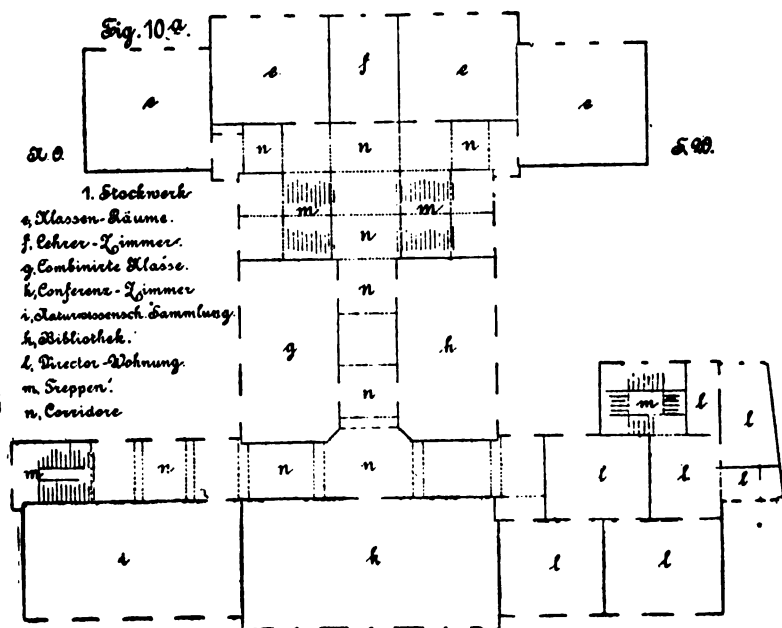 Fig. 10.a.
e f e
e e
n n n
N.O. S.W.
1. Stockwerk
m m
e, Klassen-Räume.
f, Lehrer-Zimmer.
n
g, Combinirte Klasse.
h, Conferenz-Zimmer
n
i, Naturwissensch. Sammlung.
k, Bibliothek.
g h
l, Director-Wohnung.
m, Treppen.
n
n, Corridore
m l l
m n n n l l l
i k l l